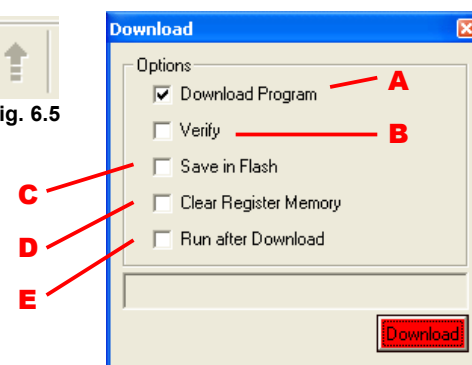 ig. 6.5
Download
Options
Download Program
A
Verify
B
Save in Flash
C
Clear Register Memory
D
Run after Download
E
Download